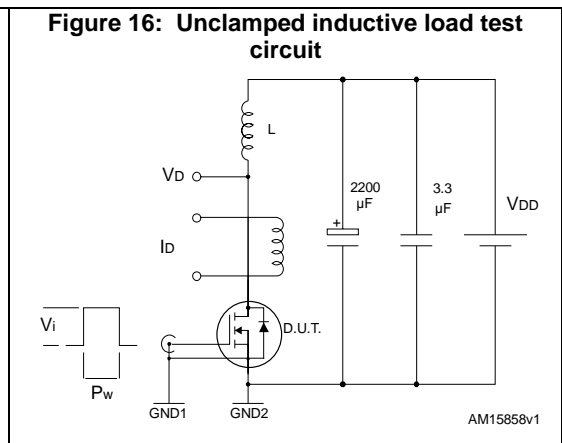 Figure 16: Unclamped inductive load test
circuit
L
VD
2200
µF
3.3
µF
VDD
+
ID
Vi
D.U.T.
Pw
GND1
GND2
AM15858v1